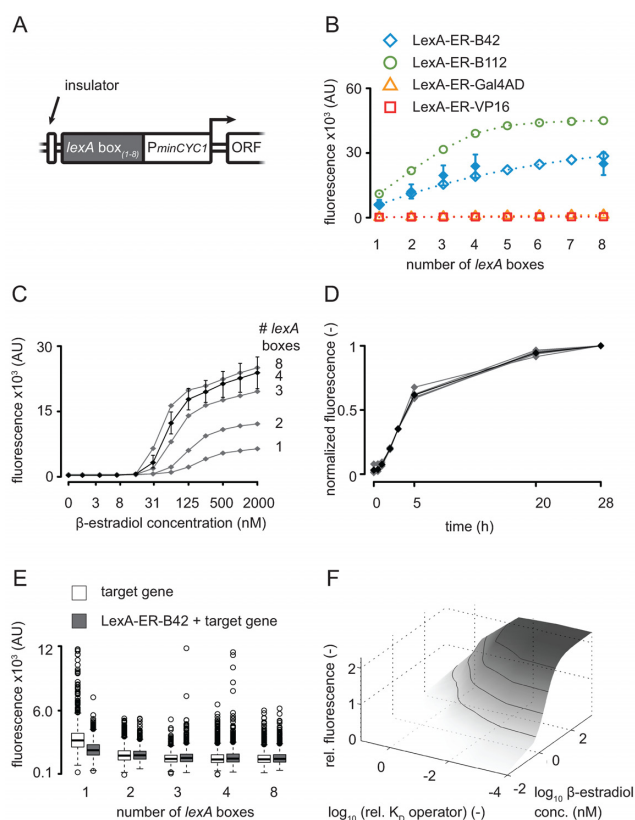 A
insulator
lexA box(1-8)
PminCYC1
ORF
B
LexA-ER-B42
LexA-ER-B112
LexA-ER-Gal4AD
LexA-ER-VP16
fluorescence x10³ (AU)
60
30
0
1 2 3 4 5 6 7 8
number of lexA boxes
C
# lexA
boxes
fluorescence x10³ (AU)
30
15
0
8
4
3
2
1
0 3 8 31 125 500 2000
β-estradiol concentration (nM)
D
normalized fluorescence (-)
1
0.5
0
0 5 20 28
time (h)
E
target gene
LexA-ER-B42 + target gene
fluorescence x10³ (AU)
12
6.0
0.1
1 2 3 4 8
number of lexA boxes
F
rel. fluorescence (-)
2
1
0
0 -2 -4
log₁₀ (rel. KD operator) (-)
-2 0 2
log₁₀ β-estradiol
conc. (nM)